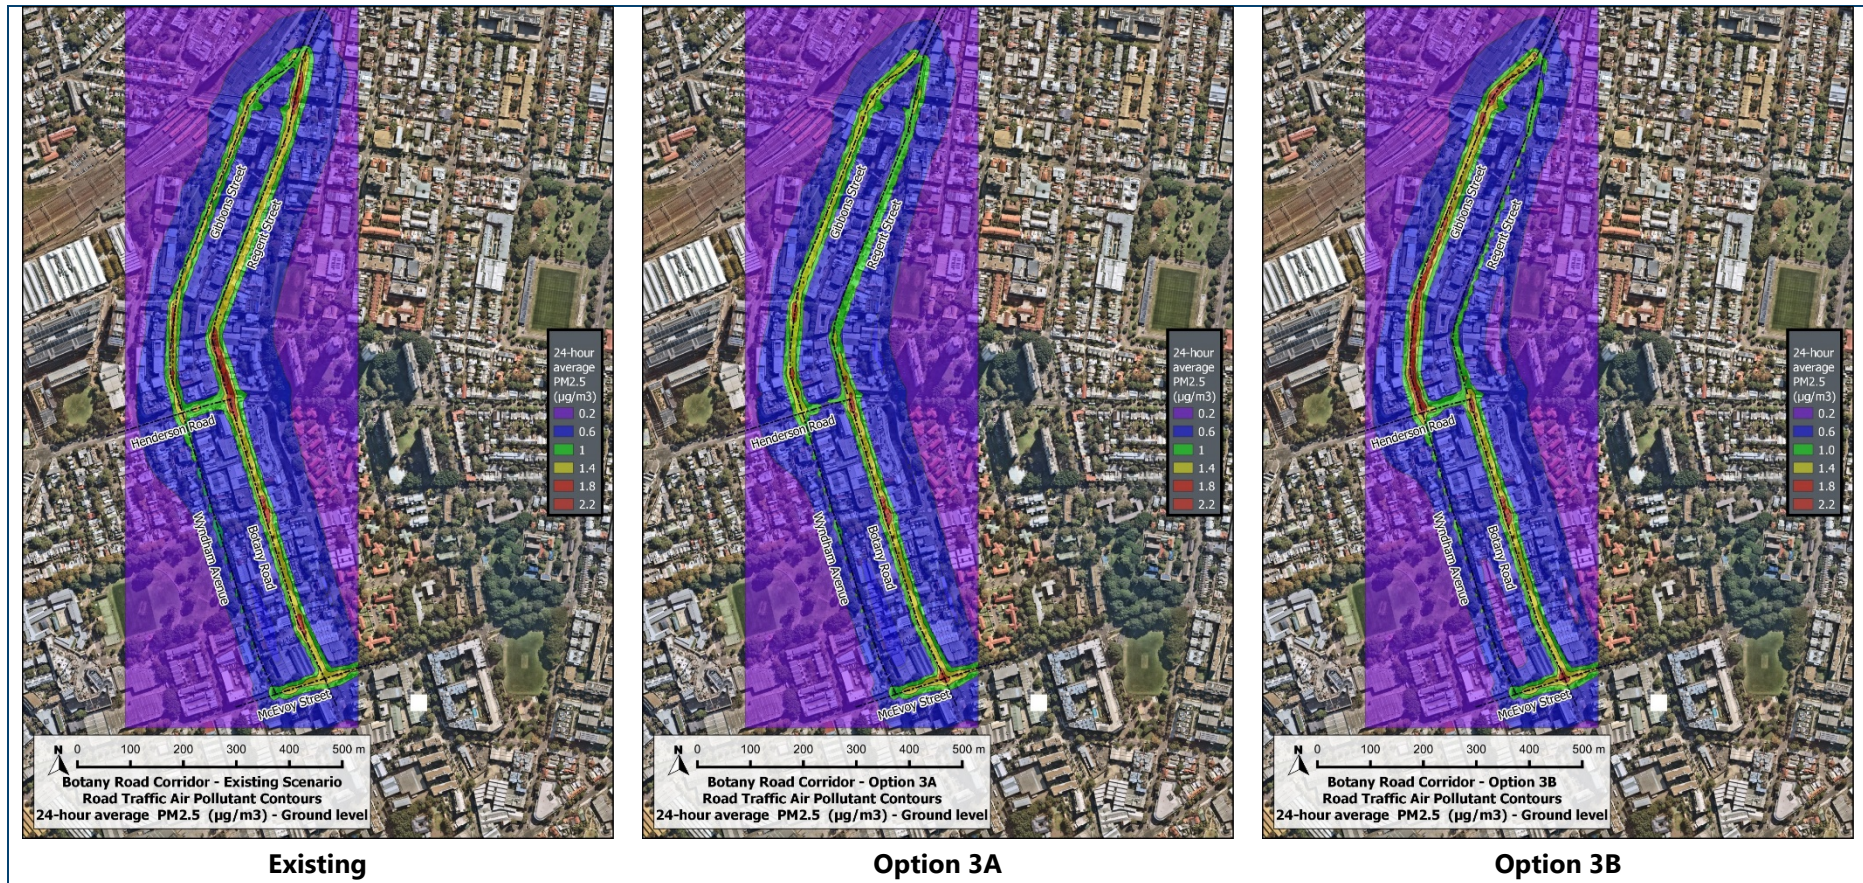 Gibbons Street
Regent Street
Henderson Road
Wyndham Avenue
Botany Road
McEvoy Street
24-hour
average
PM2.5
(µg/m3)
0.2
0.6
1
1.4
1.8
2.2
N 0 100 200 300 400 500 m
Botany Road Corridor - Existing Scenario
Road Traffic Air Pollutant Contours
24-hour average PM2.5 (µg/m3) - Ground level
Existing
Gibbons Street
Regent Street
Henderson Road
Wyndham Avenue
Botany Road
McEvoy Street
24-hour
average
PM2.5
(µg/m3)
0.2
0.6
1
1.4
1.8
2.2
N 0 100 200 300 400 500 m
Botany Road Corridor - Option 3A
Road Traffic Air Pollutant Contours
24-hour average PM2.5 (µg/m3) - Ground level
Option 3A
Gibbons Street
Regent Street
Henderson Road
Wyndham Avenue
Botany Road
McEvoy Street
24-hour
average
PM2.5
(µg/m3)
0.2
0.6
1.0
1.4
1.8
2.2
N 0 100 200 300 400 500 m
Botany Road Corridor - Option 3B
Road Traffic Air Pollutant Contours
24-hour average PM2.5 (µg/m3) - Ground level
Option 3B